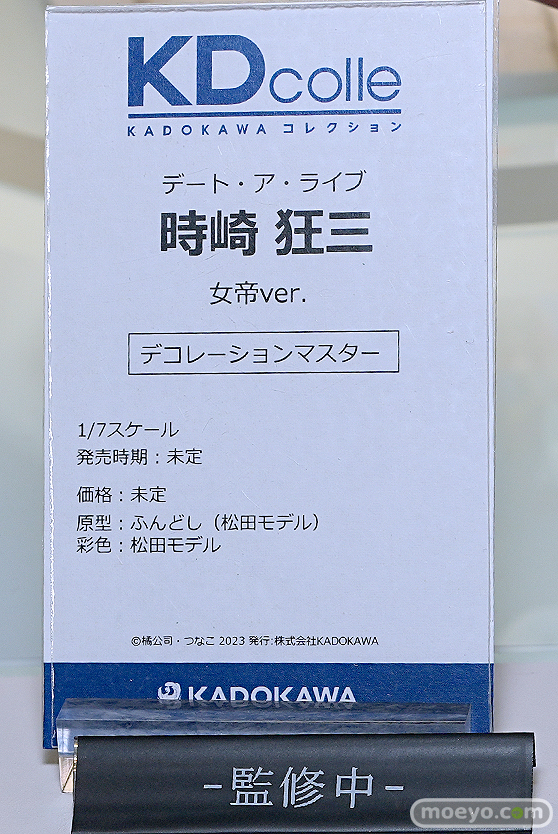 KDcolle
KADOKAWA コレクション
デート・ア・ライブ
時崎 狂三
女帝ver.
デコレーションマスター
1/7スケール
発売時期：未定
価格：未定
原型：ふんどし（松田モデル）
彩色：松田モデル
©橘公司・つなこ 2023 発行:株式会社KADOKAWA
KADOKAWA
-監修中-
moeyo.com